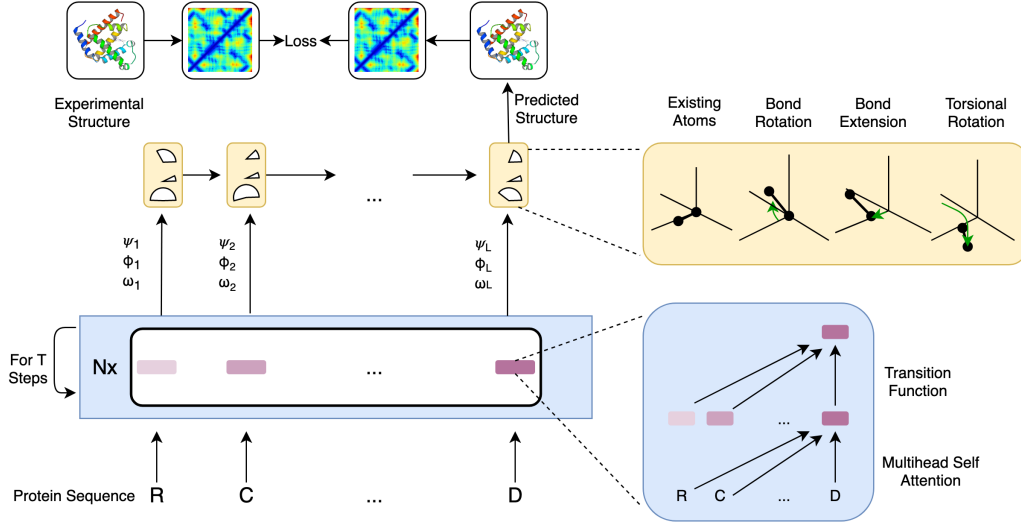 Loss
Experimental
Structure
Predicted
Structure
Existing
Atoms
Bond
Rotation
Bond
Extension
Torsional
Rotation
...
ψ1
ϕ1
ω1
ψ2
ϕ2
ω2
ψL
ϕL
ωL
For T
Steps
Nx
...
Transition
Function
...
Multihead Self
Attention
R C ... D
Protein Sequence R C ... D